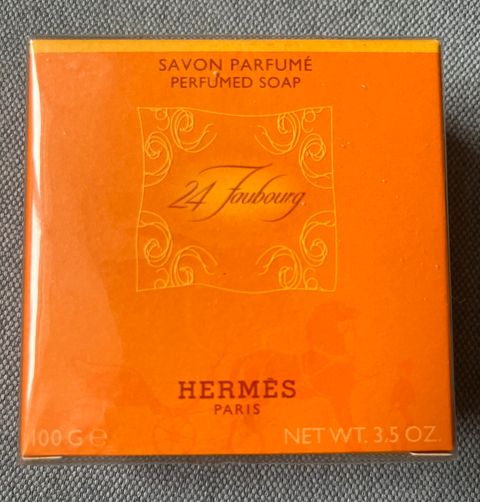 SAVON PARFUMÉ
PERFUMED SOAP
24 Faubourg
HERMÈS
PARIS
100 G ℮ NET WT. 3.5 OZ.